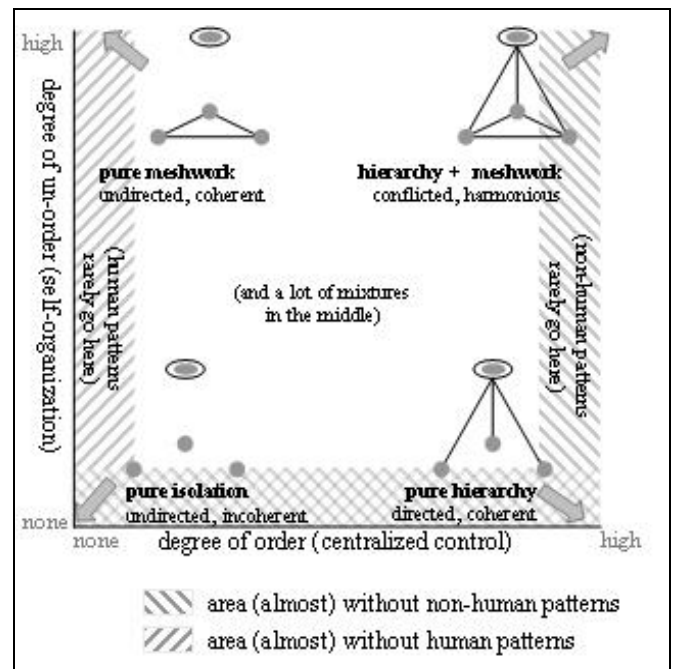 high
degree of un-order (self-organization)
(human patterns
rarely go here)
pure meshwork
undirected, coherent
hierarchy + meshwork
conflicted, harmonious
(and a lot of mixtures
in the middle)
(non-human patterns
rarely go here)
pure isolation
undirected, incoherent
pure hierarchy
directed, coherent
none
none
degree of order (centralized control)
high
area (almost) without non-human patterns
area (almost) without human patterns